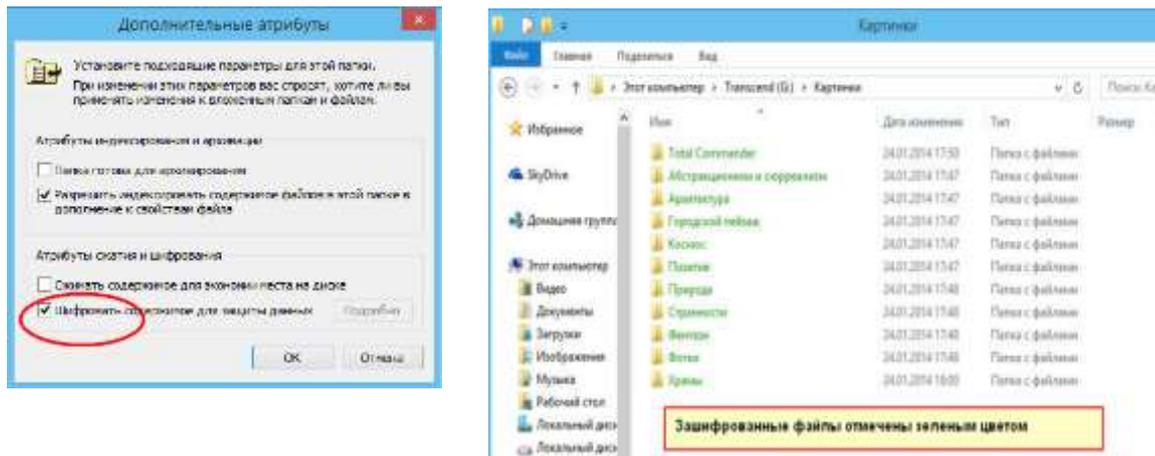 Дополнительные атрибуты
Установите подходящие параметры для этой папки.
При изменении этих параметров вас спросят, хотите ли вы
применять изменения к вложенным папкам и файлам.
Атрибуты индексирования и архивации
Папка готова для архивирования
Разрешить индексировать содержимое файлов в этой папке в
дополнение к свойствам файла
Атрибуты сжатия и шифрования
Сжимать содержимое для экономии места на диске
Шифровать содержимое для защиты данных Подробно
ОК Отмена
Картинки
Файл Главная Поделиться Вид
Этот компьютер Transcend (G:) Картинки Поиск: Ка
Имя Дата изменения Тип Размер
Избранное
SkyDrive
Домашняя группа
Этот компьютер
Видео
Документы
Загрузки
Изображения
Музыка
Рабочий стол
Локальный диск
Локальный диск
Total Commander 24.01.2014 17:50 Папка с файлами
Абстракционизм и сюрреализм 24.01.2014 17:47 Папка с файлами
Архитектура 24.01.2014 17:47 Папка с файлами
Городской пейзаж 24.01.2014 17:47 Папка с файлами
Космос 24.01.2014 17:47 Папка с файлами
Позитив 24.01.2014 17:47 Папка с файлами
Природа 24.01.2014 17:48 Папка с файлами
Странности 24.01.2014 17:48 Папка с файлами
Фентези 24.01.2014 17:48 Папка с файлами
Фотки 24.01.2014 17:48 Папка с файлами
Храмы 24.01.2014 18:00 Папка с файлами
Зашифрованные файлы отмечены зеленым цветом